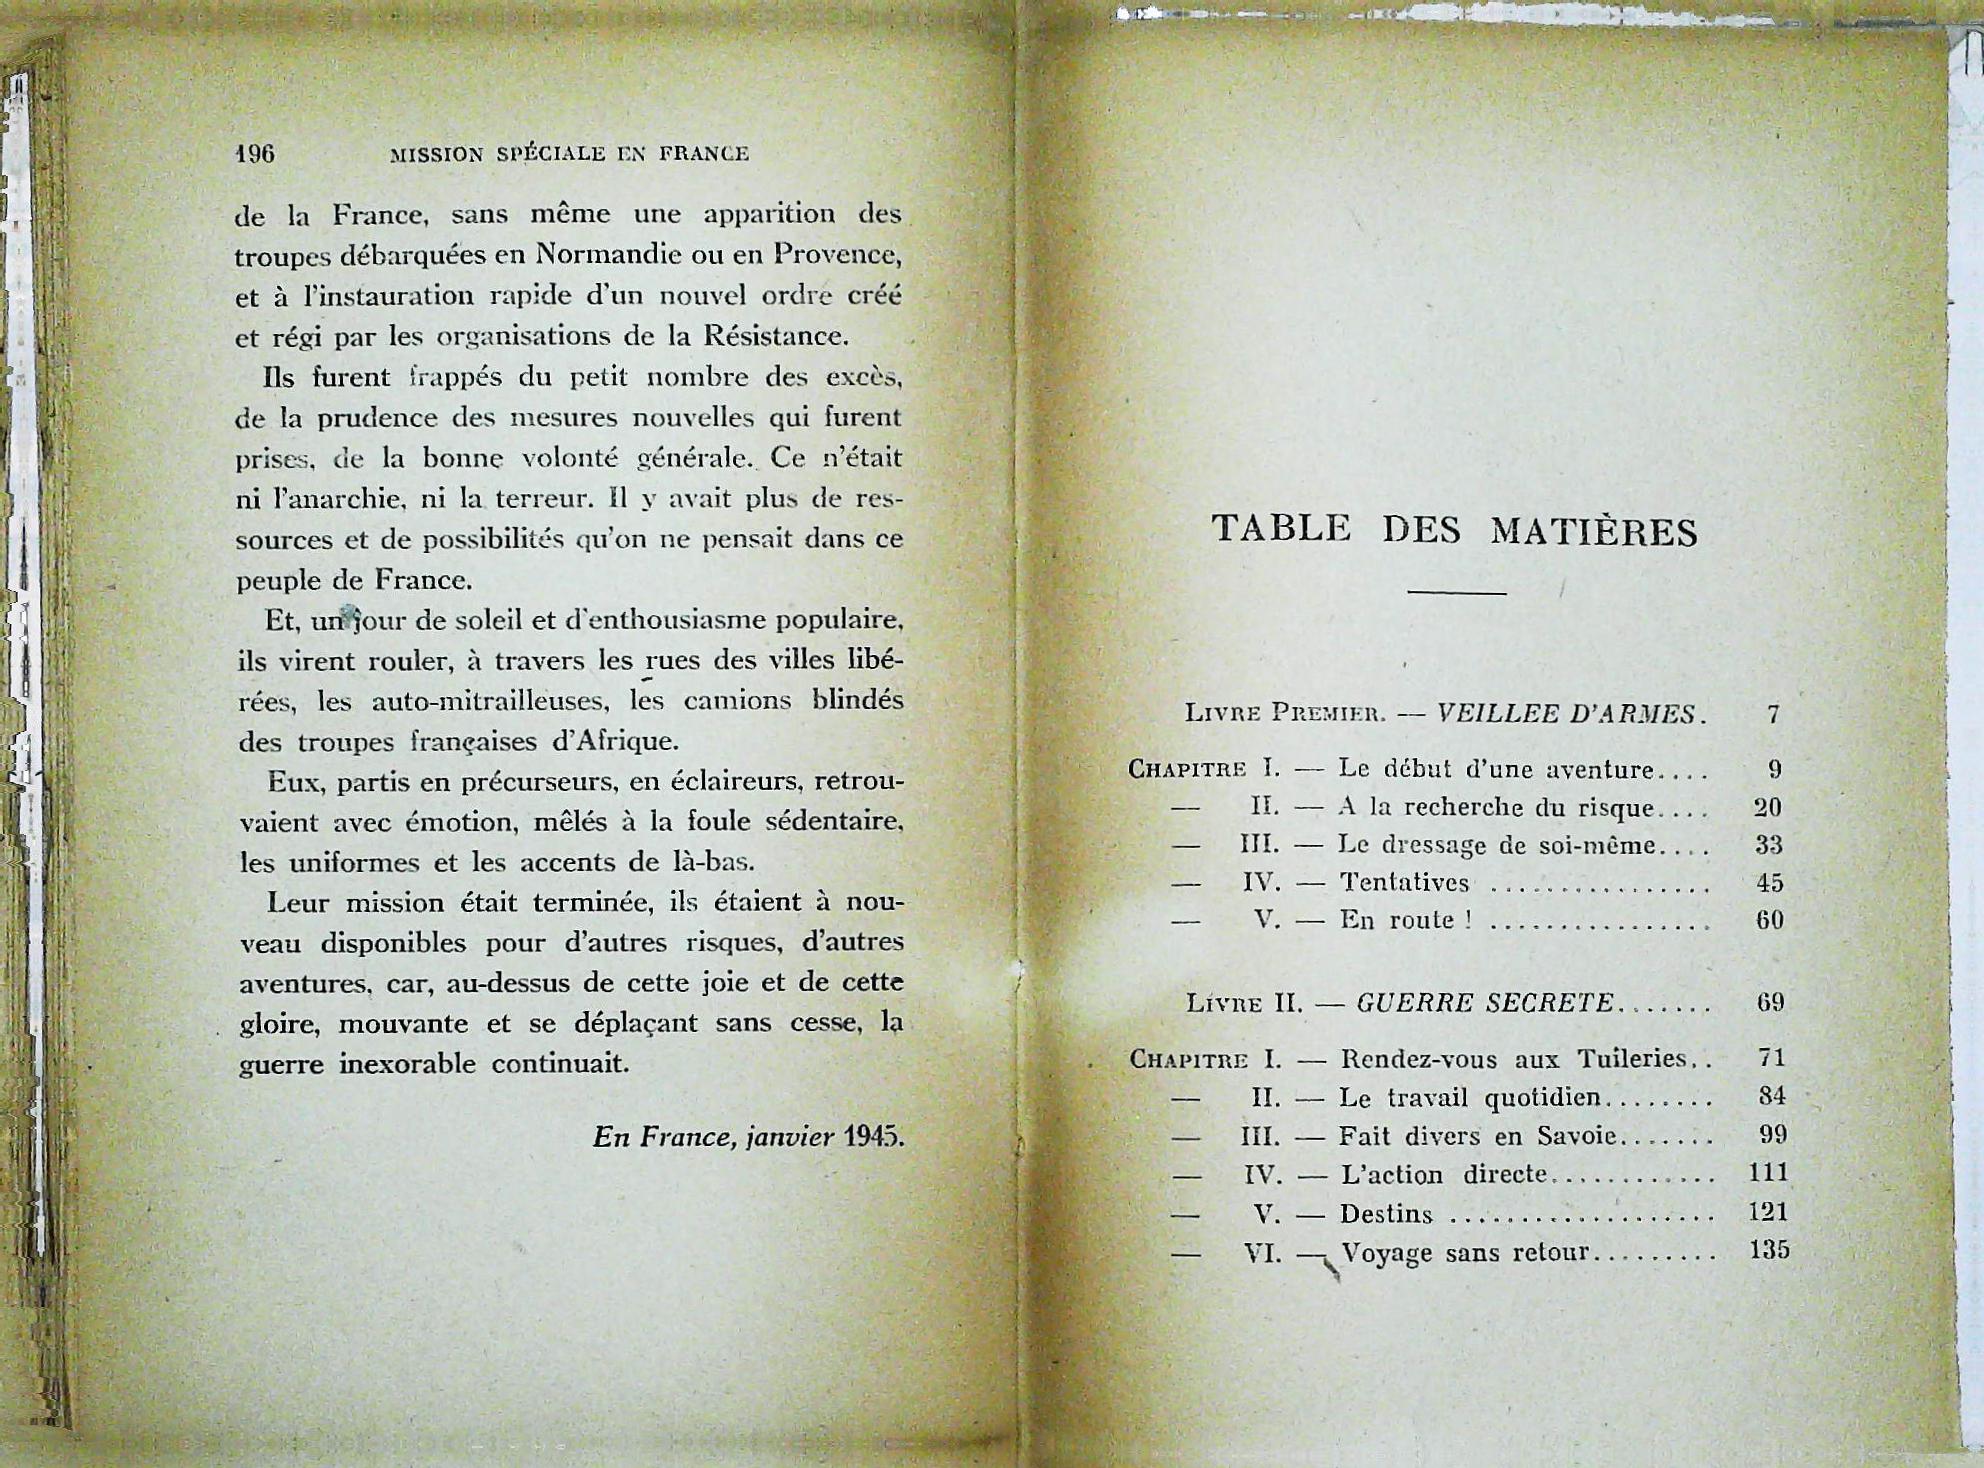 196 MISSION SPÉCIALE EN FRANCE
de la France, sans même une apparition des
troupes débarquées en Normandie ou en Provence,
et à l'instauration rapide d'un nouvel ordre créé
et régi par les organisations de la Résistance.
Ils furent frappés du petit nombre des excès,
de la prudence des mesures nouvelles qui furent
prises, de la bonne volonté générale. Ce n'était
ni l'anarchie, ni la terreur. Il y avait plus de res-
sources et de possibilités qu'on ne pensait dans ce
peuple de France.
Et, un jour de soleil et d'enthousiasme populaire,
ils virent rouler, à travers les rues des villes libé-
rées, les auto-mitrailleuses, les camions blindés
des troupes françaises d'Afrique.
Eux, partis en précurseurs, en éclaireurs, retrou-
vaient avec émotion, mêlés à la foule sédentaire,
les uniformes et les accents de là-bas.
Leur mission était terminée, ils étaient à nou-
veau disponibles pour d'autres risques, d'autres
aventures, car, au-dessus de cette joie et de cette
gloire, mouvante et se déplaçant sans cesse, la
guerre inexorable continuait.
En France, janvier 1945.
TABLE DES MATIÈRES
LIVRE PREMIER. — VEILLEE D'ARMES. 7
CHAPITRE I. — Le début d'une aventure.... 9
— II. — A la recherche du risque.... 20
— III. — Le dressage de soi-même.... 33
— IV. — Tentatives ................ 45
— V. — En route ! ................ 60
LIVRE II. — GUERRE SECRETE....... 69
CHAPITRE I. — Rendez-vous aux Tuileries.. 71
— II. — Le travail quotidien........ 84
— III. — Fait divers en Savoie....... 99
— IV. — L'action directe............ 111
— V. — Destins ................... 121
— VI. — Voyage sans retour......... 135